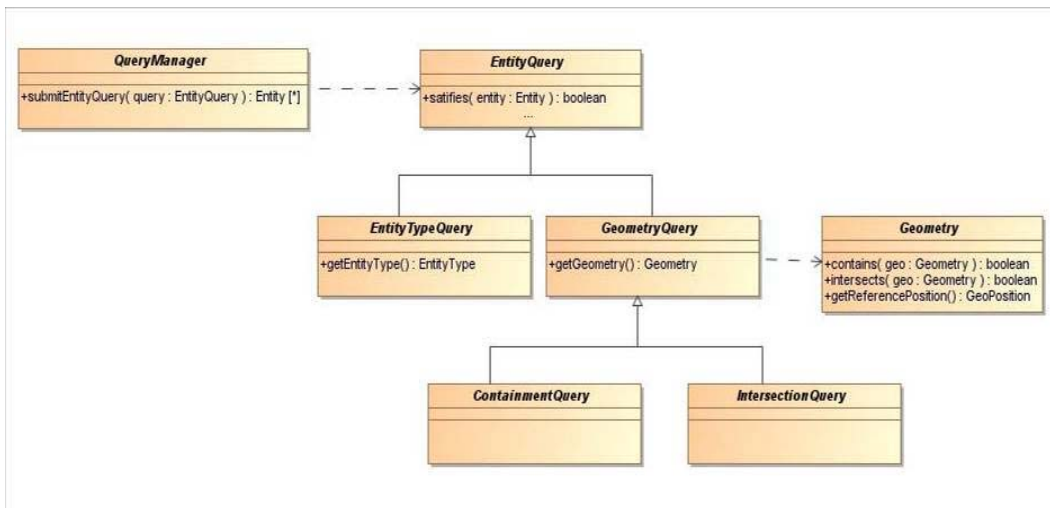 QueryManager
+submitEntityQuery( query : EntityQuery ) : Entity [*]
EntityQuery
+satifies( entity : Entity ) : boolean
...
EntityTypeQuery
+getEntityType() : EntityType
GeometryQuery
+getGeometry() : Geometry
Geometry
+contains( geo : Geometry ) : boolean
+intersects( geo : Geometry ) : boolean
+getReferencePosition() : GeoPosition
ContainmentQuery
IntersectionQuery